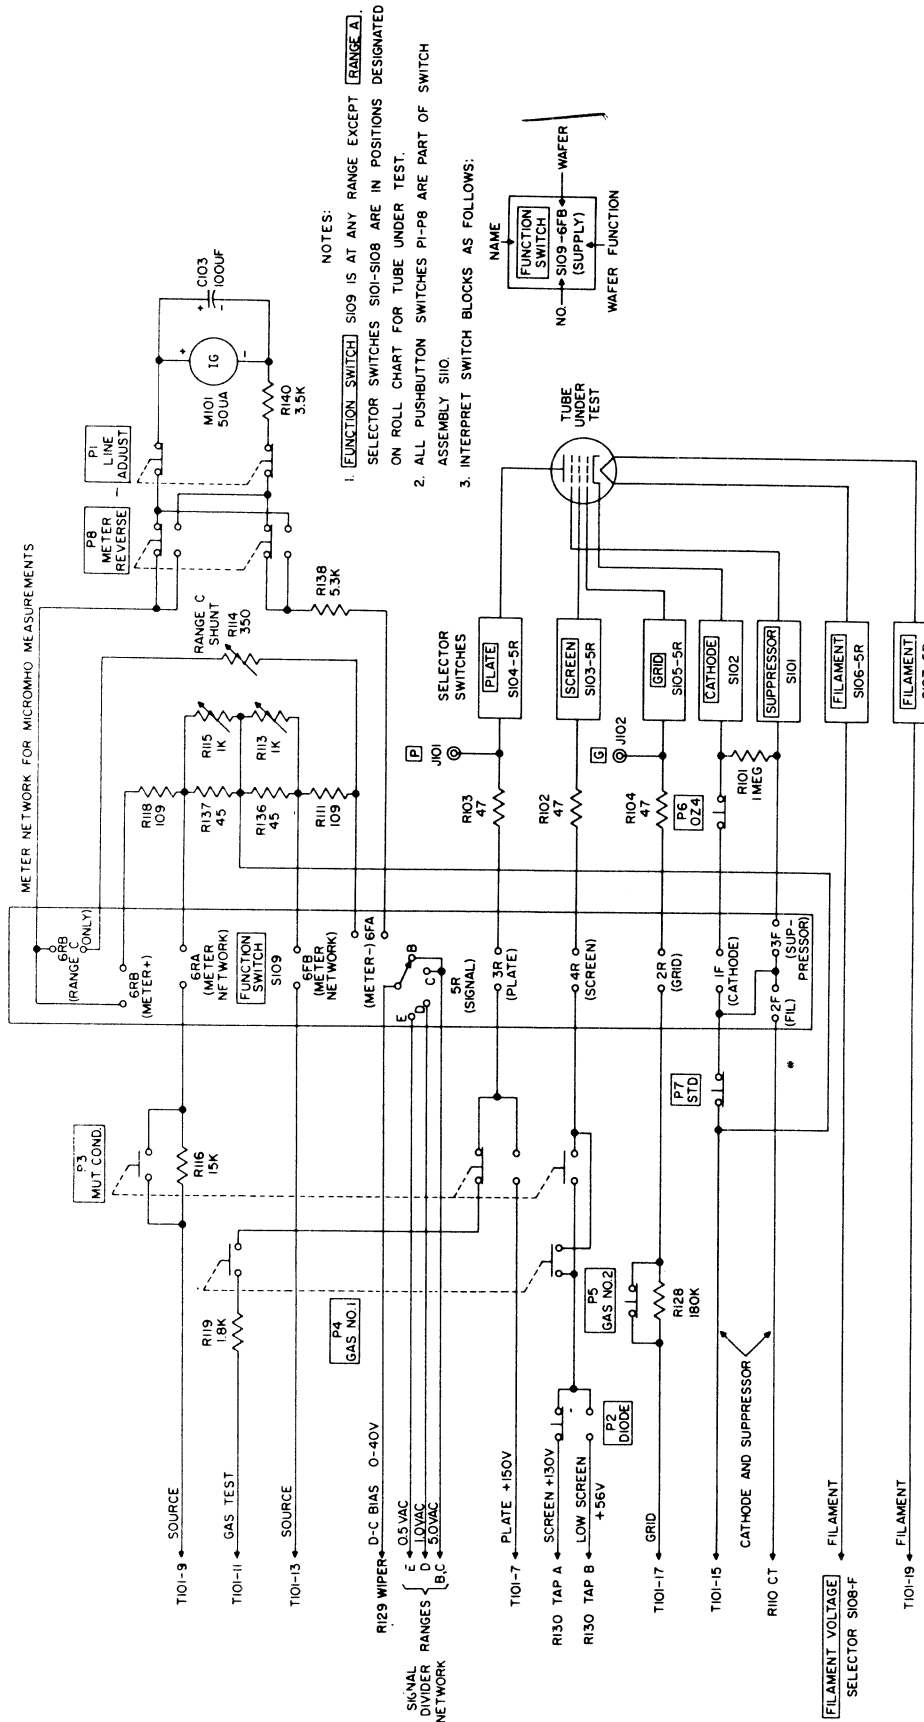 NOTES:
1. FUNCTION SWITCH S109 IS AT ANY RANGE EXCEPT RANGE A.
SELECTOR SWITCHES S101-S108 ARE IN POSITIONS DESIGNATED
ON ROLL CHART FOR TUBE UNDER TEST.
2. ALL PUSHBUTTON SWITCHES P1-P8 ARE PART OF SWITCH
ASSEMBLY S110.
3. INTERPRET SWITCH BLOCKS AS FOLLOWS:
NAME
FUNCTION
SWITCH
NO.
S109-6FB
WAFER
(SUPPLY)
WAFER FUNCTION
METER NETWORK FOR MICROMHO MEASUREMENTS
P8
METER
REVERSE
P1
LINE
ADJUST
M101
50UA
IG
+
-
C103
100UF
+
-
R140
3.5K
R138
5.3K
RANGE C
SHUNT
R114
350
R115
1K
R113
1K
R118
109
R137
45
R136
45
R111
109
6RB
(RANGE C
ONLY)
6RB
(METER+)
6RA
(METER
NETWORK)
FUNCTION
SWITCH
S109
6FB
(METER
NETWORK)
(METER-) 6FA
E
D
C
B
5R
(SIGNAL)
3R
(PLATE)
4R
(SCREEN)
2R
(GRID)
1F
(CATHODE)
2F
(FIL)
3F
(SUP-
PRESSOR)
P3
MUT COND.
R116
15K
R119
1.8K
P4
GAS NO.1
P5
GAS NO.2
R128
180K
P2
DIODE
P7
STD
*
P6
OZ4
R103
47
R102
47
R104
47
R101
1MEG
P
J101
G
J102
SELECTOR
SWITCHES
PLATE
S104-5R
SCREEN
S103-5R
GRID
S105-5R
CATHODE
S102
SUPPRESSOR
S101
FILAMENT
S106-5R
FILAMENT
TUBE
UNDER
TEST
T101-9
SOURCE
T101-11
GAS TEST
T101-13
SOURCE
R129 WIPER
D-C BIAS 0-40V
SIGNAL
DIVIDER RANGES
NETWORK
E
0.5 VAC
D
1.0VAC
B,C
5.0VAC
T101-7
PLATE +150V
R130 TAP A
SCREEN +130V
R130 TAP B
LOW SCREEN
+56V
T101-17
GRID
T101-15
CATHODE AND SUPPRESSOR
R110 CT
FILAMENT VOLTAGE
SELECTOR S108-F
FILAMENT
T101-19
FILAMENT